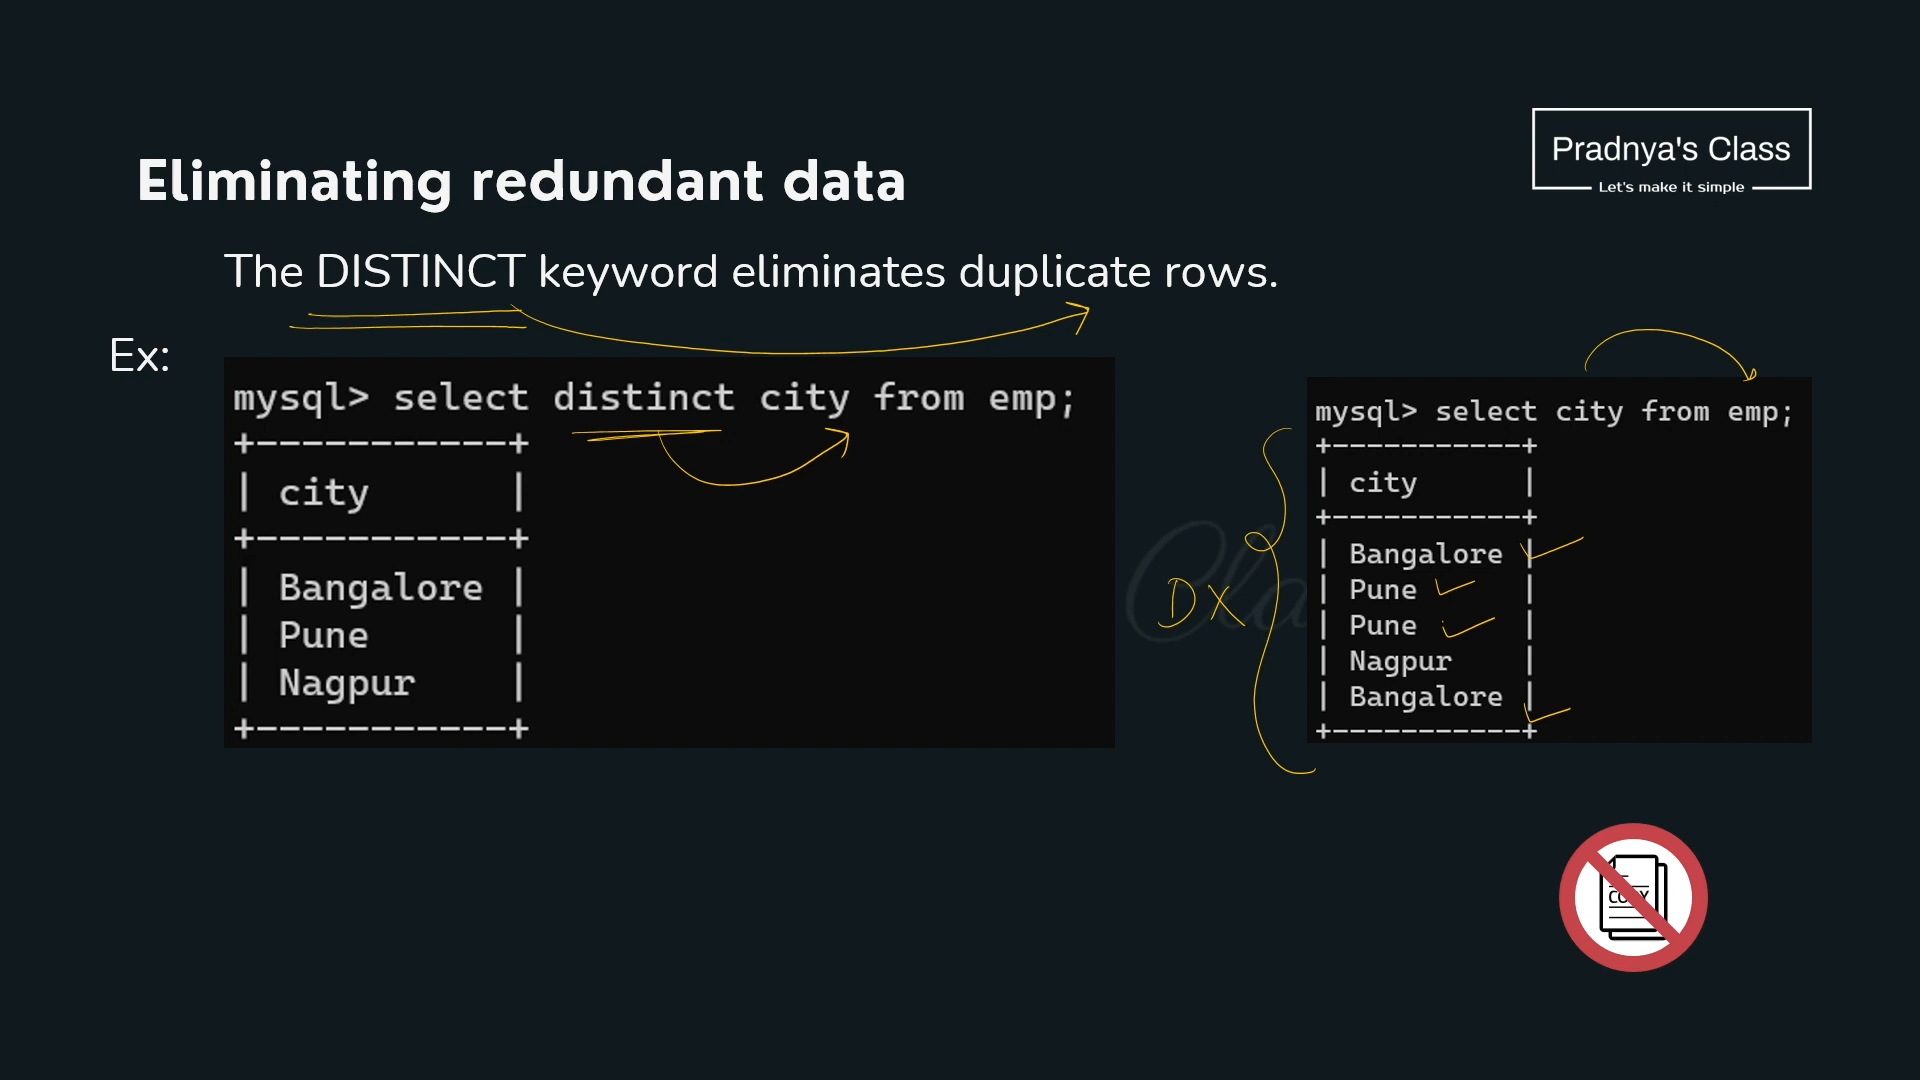 Pradnya's Class
Let's make it simple
Eliminating redundant data
The DISTINCT keyword eliminates duplicate rows.
Ex:
mysql> select distinct city from emp;
+-----------+
| city      |
+-----------+
| Bangalore |
| Pune      |
| Nagpur    |
+-----------+
mysql> select city from emp;
+-----------+
| city      |
+-----------+
| Bangalore |
| Pune      |
| Pune      |
| Nagpur    |
| Bangalore |
+-----------+
DX
COPY